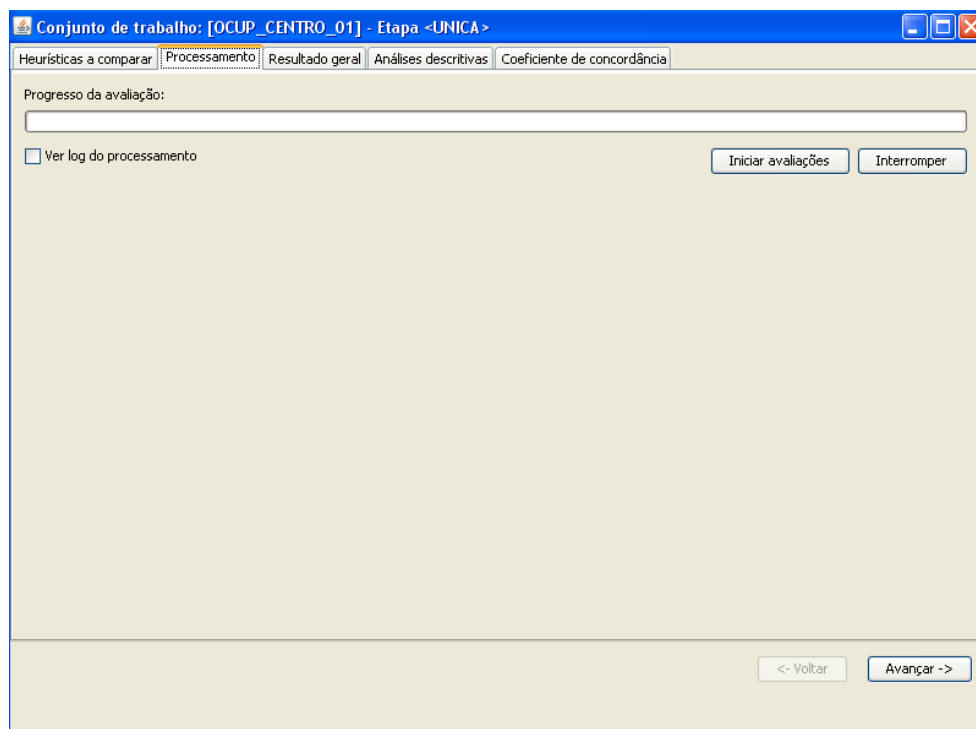 Conjunto de trabalho: [OCUP_CENTRO_01] - Etapa <UNICA>
Heurísticas a comparar Processamento Resultado geral Análises descritivas Coeficiente de concordância
Progresso da avaliação:
Ver log do processamento Iniciar avaliações Interromper
<- Voltar Avançar ->